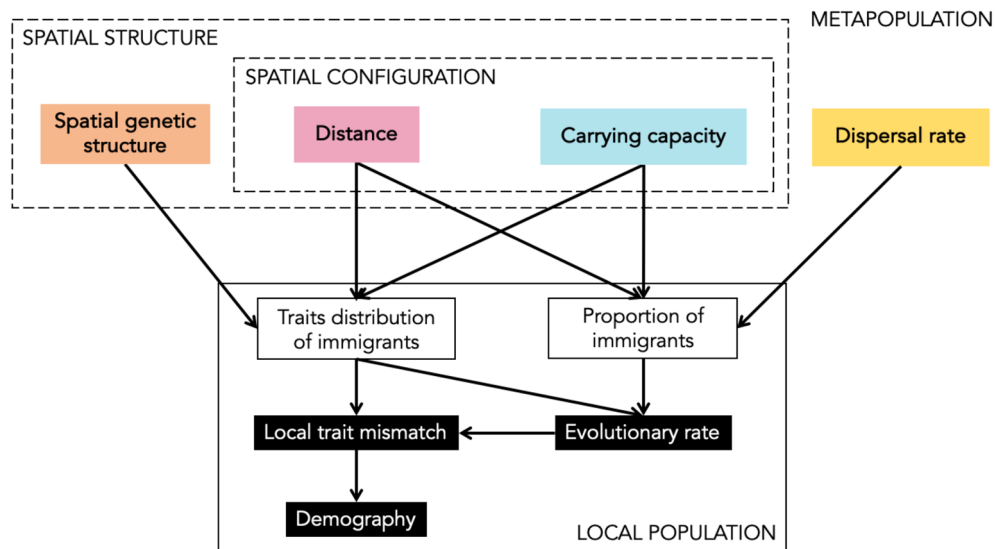 METAPOPULATION
SPATIAL STRUCTURE
SPATIAL CONFIGURATION
Spatial genetic
structure
Distance
Carrying capacity
Dispersal rate
Traits distribution
of immigrants
Proportion of
immigrants
Local trait mismatch
Evolutionary rate
Demography
LOCAL POPULATION